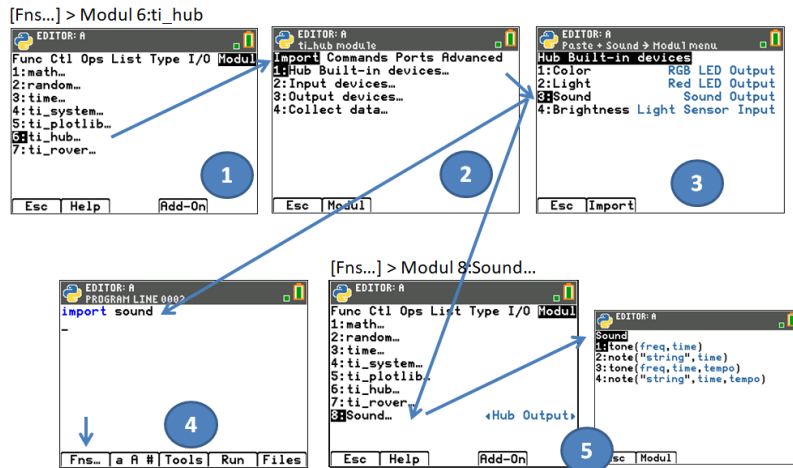 [Fns...] > Modul 6:ti_hub
EDITOR: A
Func Ctl Ops List Type I/O Modul
1:math…
2:random…
3:time…
4:ti_system…
5:ti_plotlib…
6:ti_hub…
7:ti_rover…
Esc Help Add-On
1
EDITOR: A
ti_hub module
Import Commands Ports Advanced
1:Hub Built-in devices…
2:Input devices…
3:Output devices…
4:Collect data…
Esc Modul
2
EDITOR: A
Paste + Sound → Modul menu
Hub Built-in devices
1:Color RGB LED Output
2:Light Red LED Output
3:Sound Sound Output
4:Brightness Light Sensor Input
Esc Import
3
EDITOR: A
PROGRAM LINE 0002
import sound
_
Fns… a A # Tools Run Files
4
[Fns...] > Modul 8:Sound...
EDITOR: A
Func Ctl Ops List Type I/O Modul
1:math…
2:random…
3:time…
4:ti_system…
5:ti_plotlib…
6:ti_hub…
7:ti_rover…
8:Sound… ◂Hub Output▸
Esc Help Add-On
5
EDITOR: A
Sound
1:tone(freq,time)
2:note("string",time)
3:tone(freq,time,tempo)
4:note("string",time,tempo)
Esc Modul